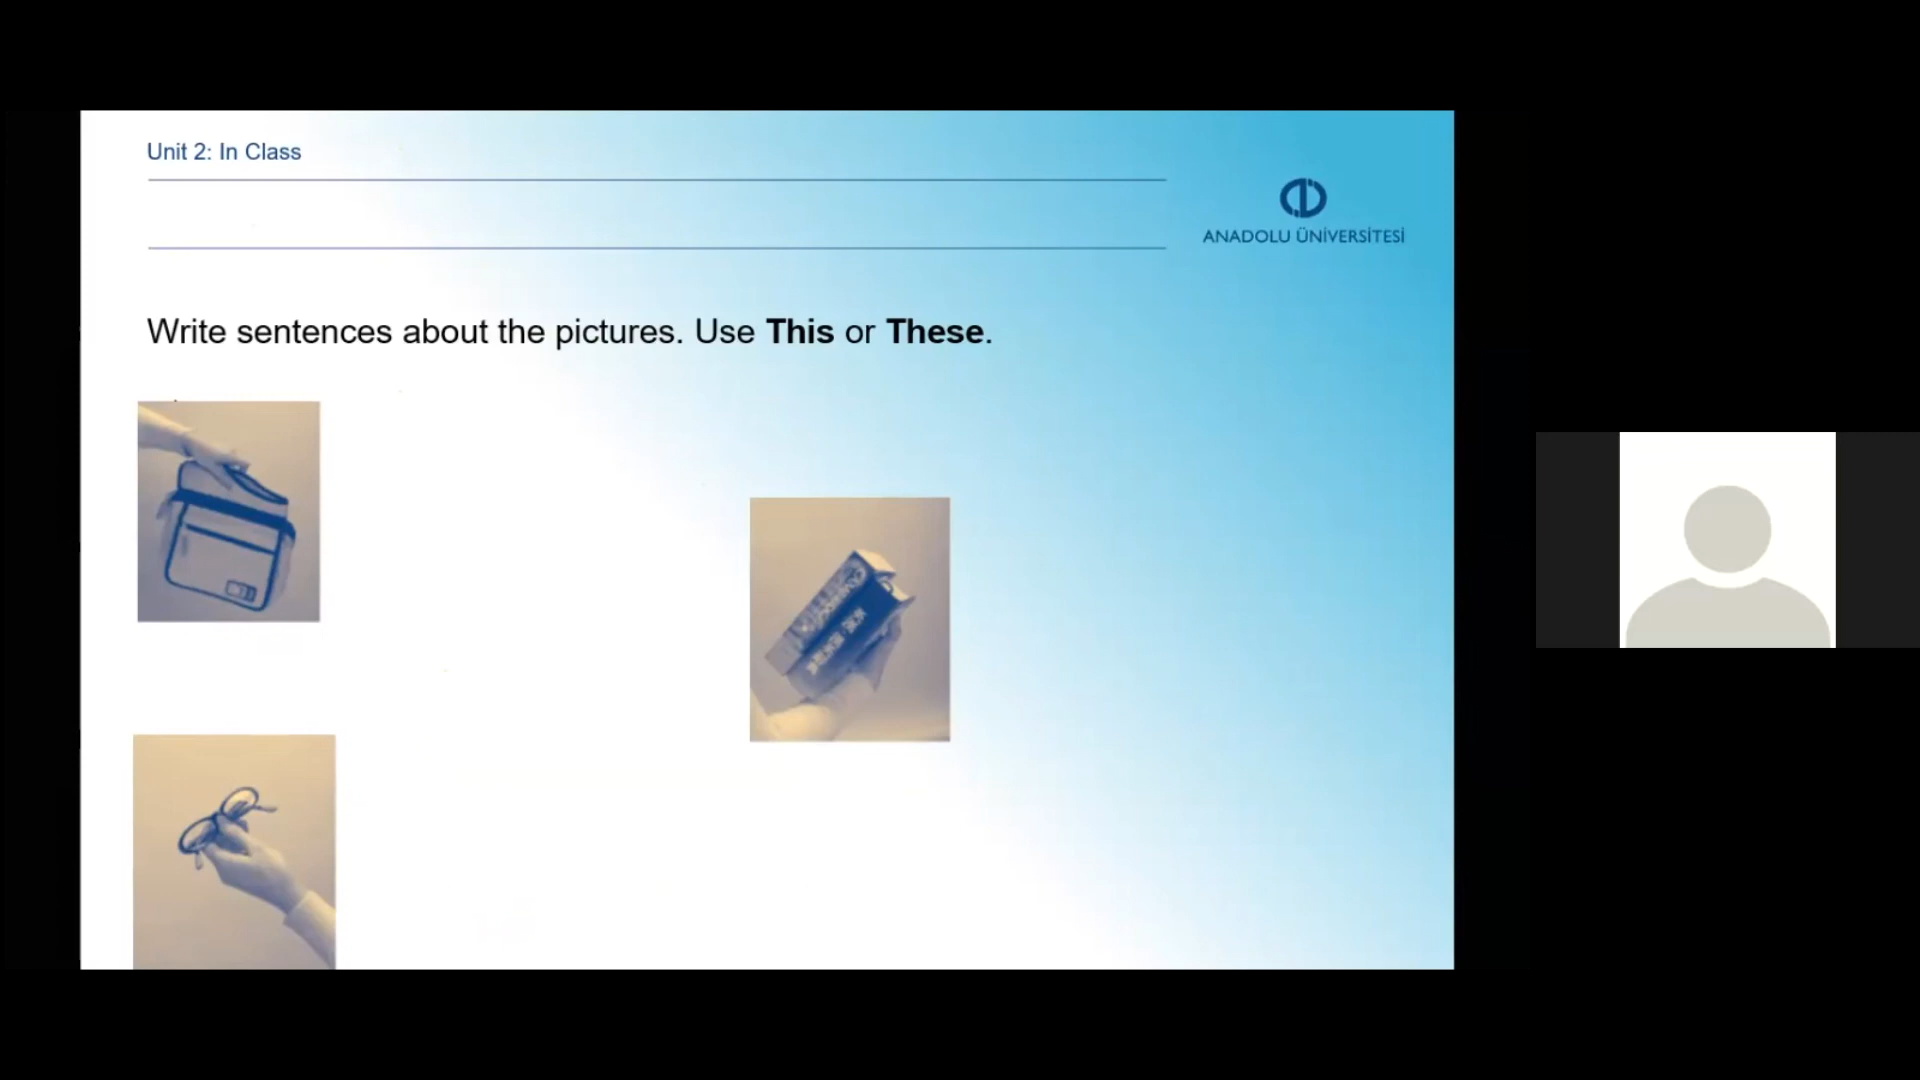 Unit 2: In Class
ANADOLU ÜNİVERSİTESİ
Write sentences about the pictures. Use This or These.